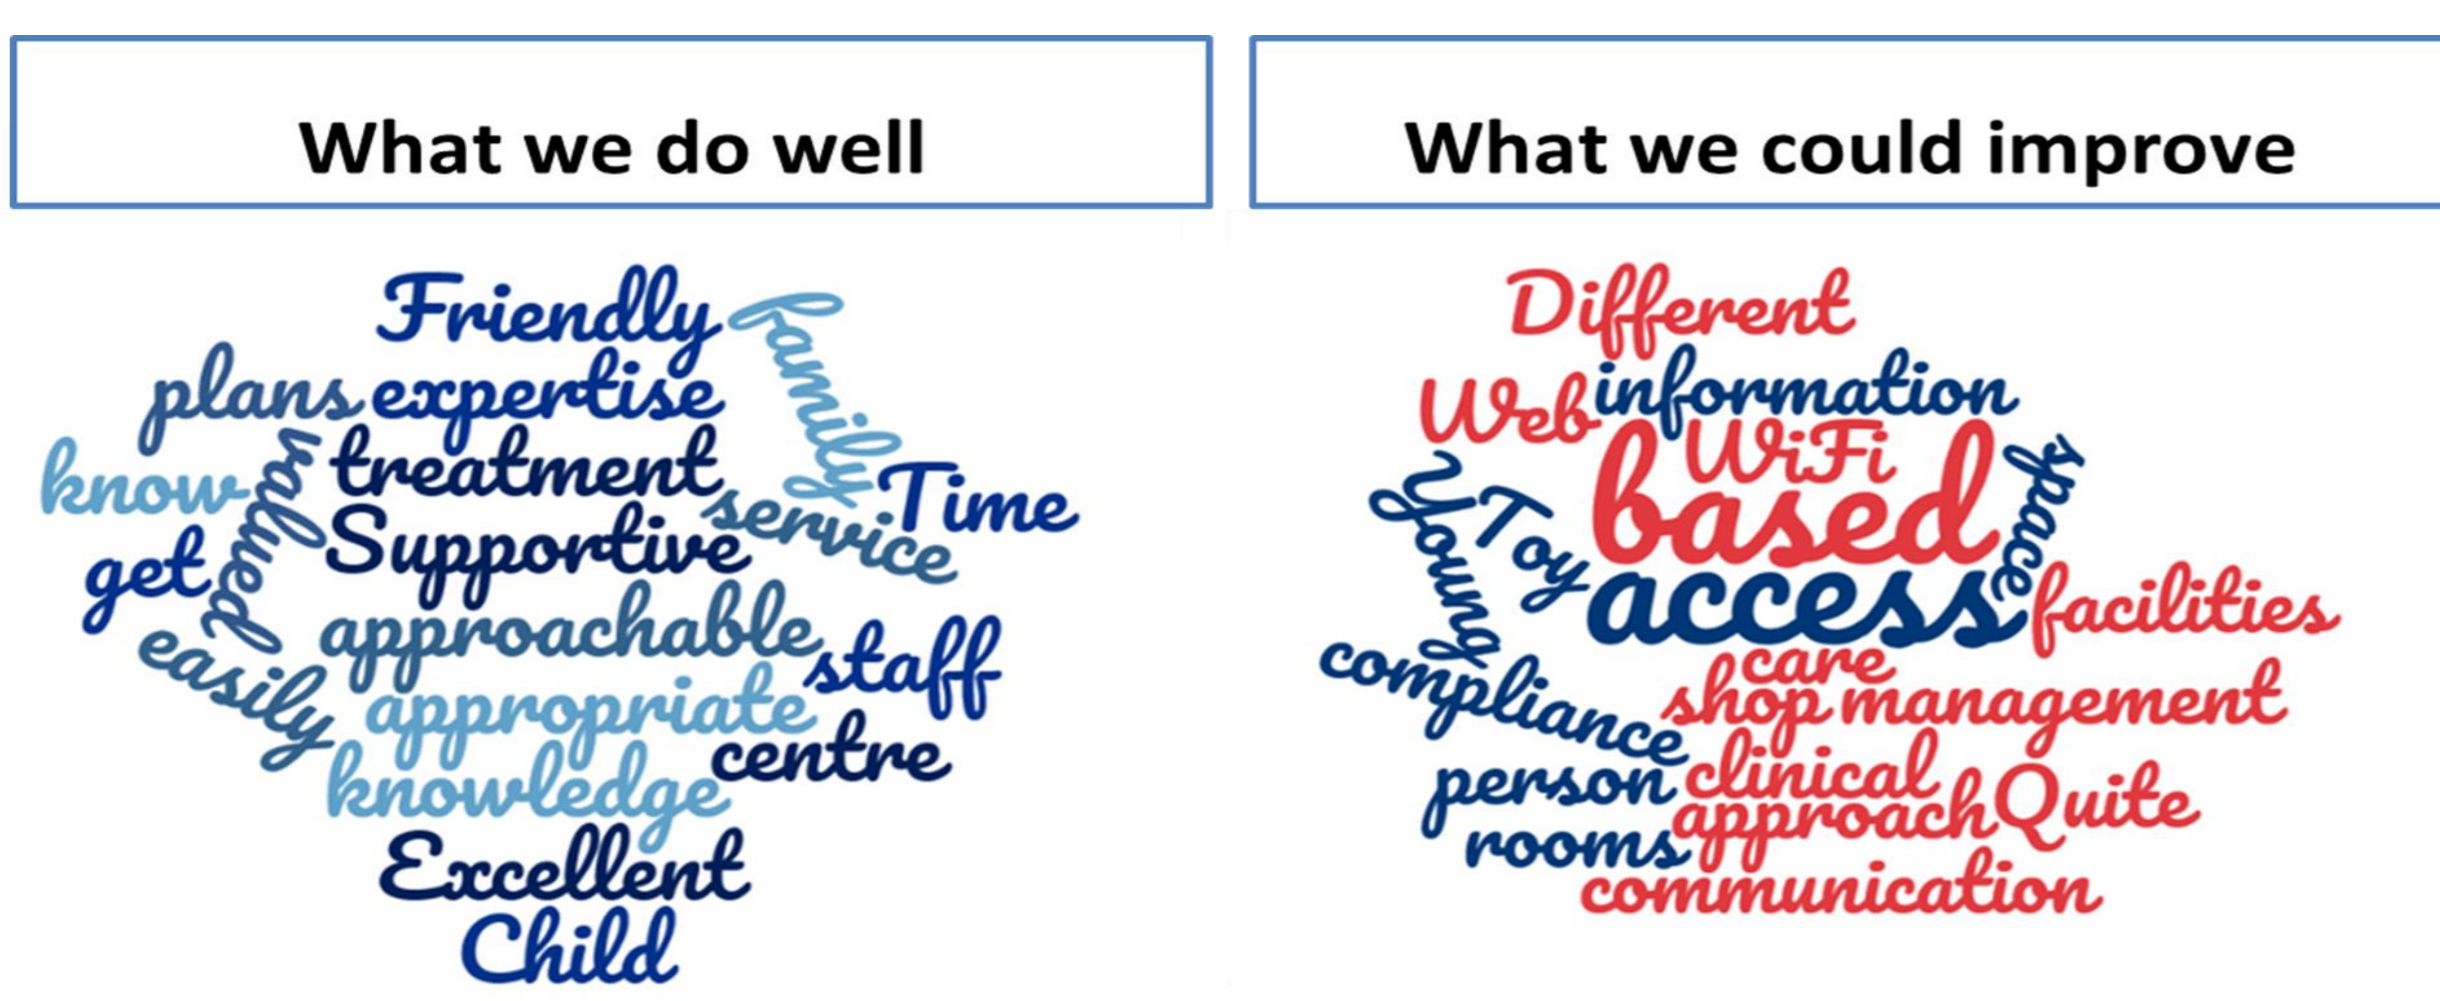 What we do well
Friendly
Family
plans
expertise
know
valued
treatment
Time
service
get
Supportive
easily
approachable
staff
appropriate
centre
knowledge
Excellent
Child
What we could improve
Different
Web
information
WiFi
space
Young
Toy
based
access
facilities
compliance
care
shop
management
person
clinical
approach
Quite
rooms
communication